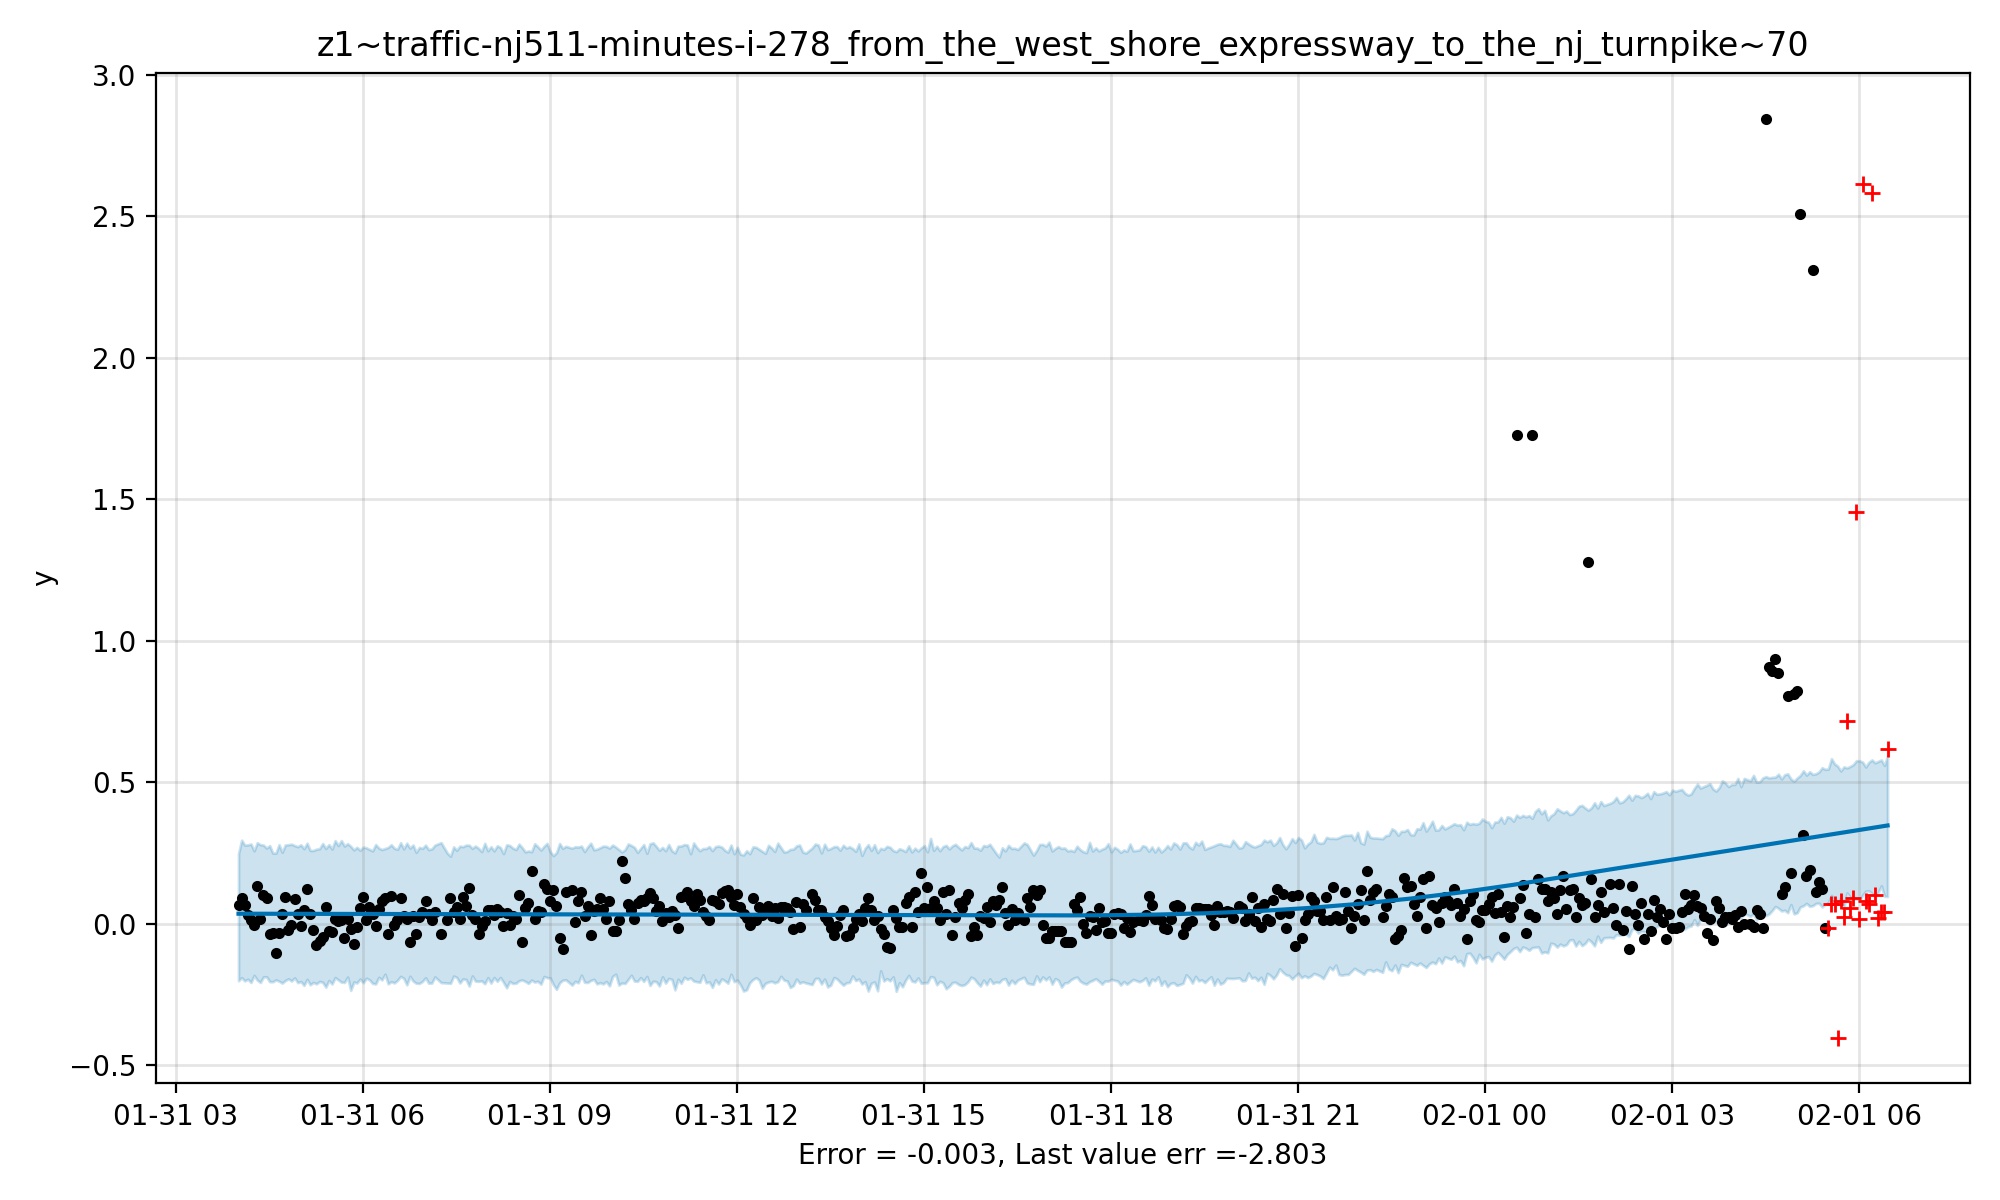 z1~traffic-nj511-minutes-i-278_from_the_west_shore_expressway_to_the_nj_turnpike~70
3.0
2.5
2.0
1.5
1.0
0.5
0.0
−0.5
y
01-31 03 01-31 06 01-31 09 01-31 12 01-31 15 01-31 18 01-31 21 02-01 00 02-01 03 02-01 06
Error = -0.003, Last value err =-2.803